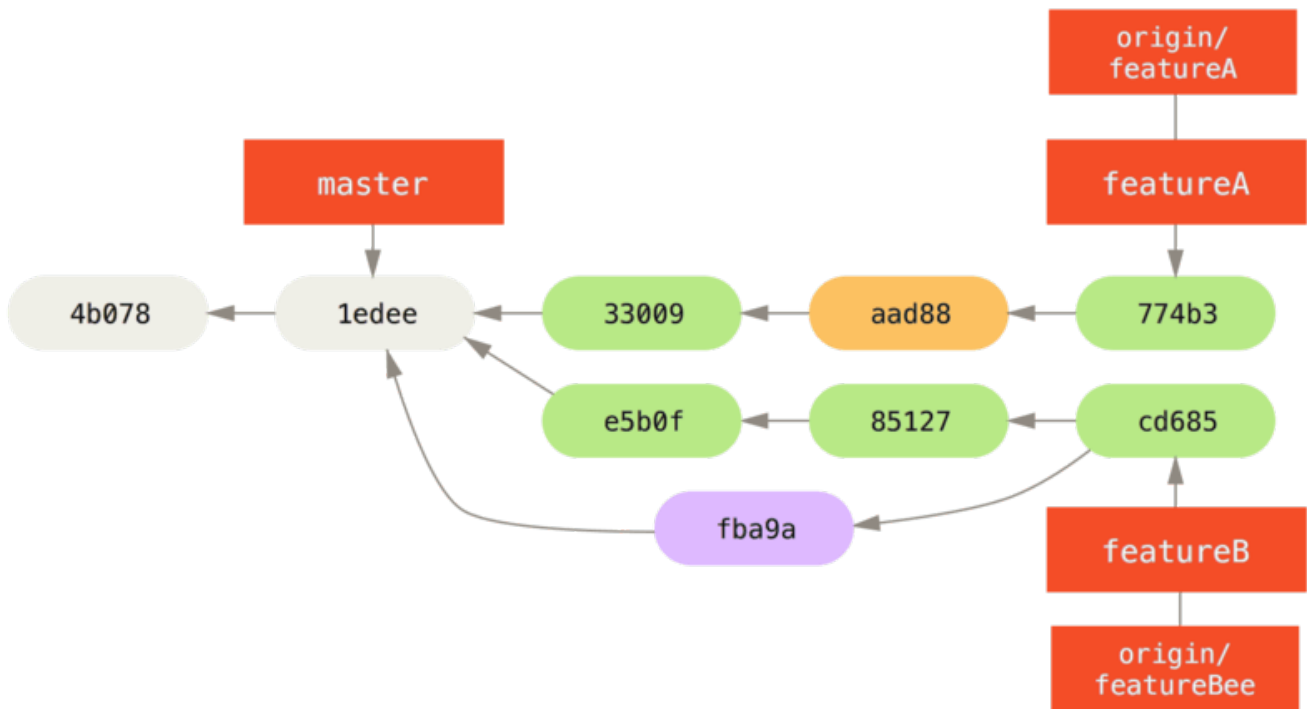 origin/
featureA
master
featureA
4b078
1edee
33009
aad88
774b3
e5b0f
85127
cd685
fba9a
featureB
origin/
featureBee